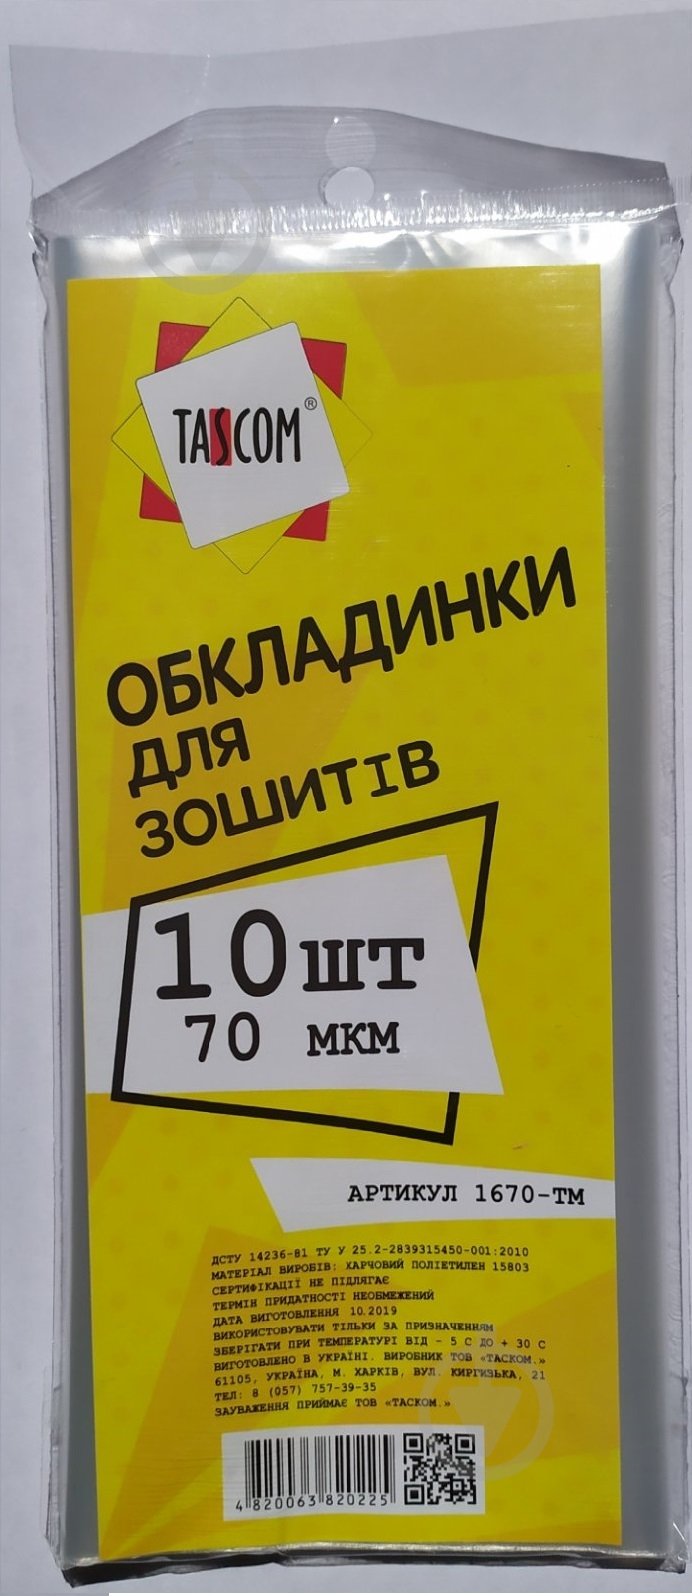 TASCOM®
ОБКЛАДИНКИ
ДЛЯ
ЗОШИТІВ
10шт
70 мкм
АРТИКУЛ 1670-ТМ
ДСТУ 14236-81 ТУ У 25.2-2839315450-001:2010
МАТЕРІАЛ ВИРОБІВ: ХАРЧОВИЙ ПОЛІЕТИЛЕН 15803
СЕРТИФІКАЦІЇ НЕ ПІДЛЯГАЄ
ТЕРМІН ПРИДАТНОСТІ НЕОБМЕЖЕНИЙ
ДАТА ВИГОТОВЛЕННЯ 10.2019
ВИКОРИСТОВУВАТИ ТІЛЬКИ ЗА ПРИЗНАЧЕННЯМ
ЗБЕРІГАТИ ПРИ ТЕМПЕРАТУРІ ВІД - 5 С ДО + 30 С
ВИГОТОВЛЕНО В УКРАЇНІ. ВИРОБНИК ТОВ «ТАСКОМ.»
61105, УКРАЇНА, М. ХАРКІВ, ВУЛ. КИРГИЗЬКА, 21
ТЕЛ: 8 (057) 757-39-35
ЗАУВАЖЕННЯ ПРИЙМАЄ ТОВ «ТАСКОМ.»
4 820063 820225